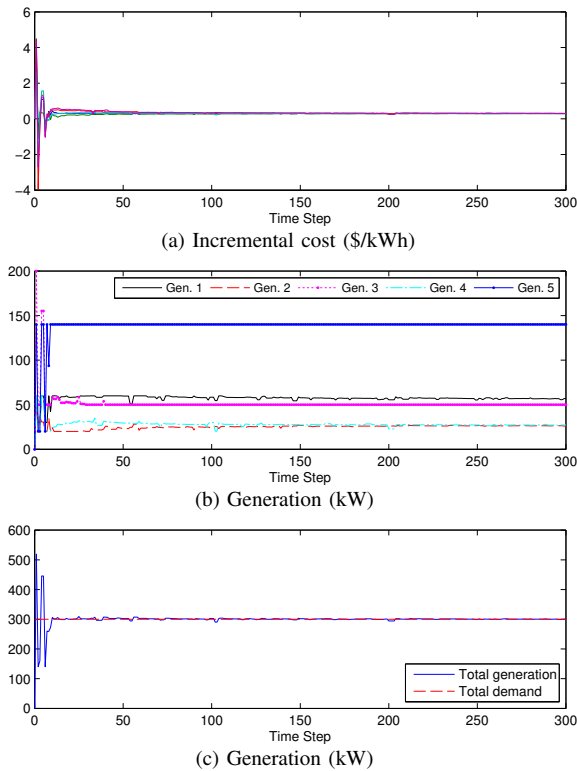 6
4
2
0
-2
-4
0 50 100 150 200 250 300
Time Step
(a) Incremental cost ($/kWh)
200
150
100
50
0
Gen. 1 Gen. 2 Gen. 3 Gen. 4 Gen. 5
0 50 100 150 200 250 300
Time Step
(b) Generation (kW)
600
500
400
300
200
100
0
Total generation
Total demand
0 50 100 150 200 250 300
Time Step
(c) Generation (kW)